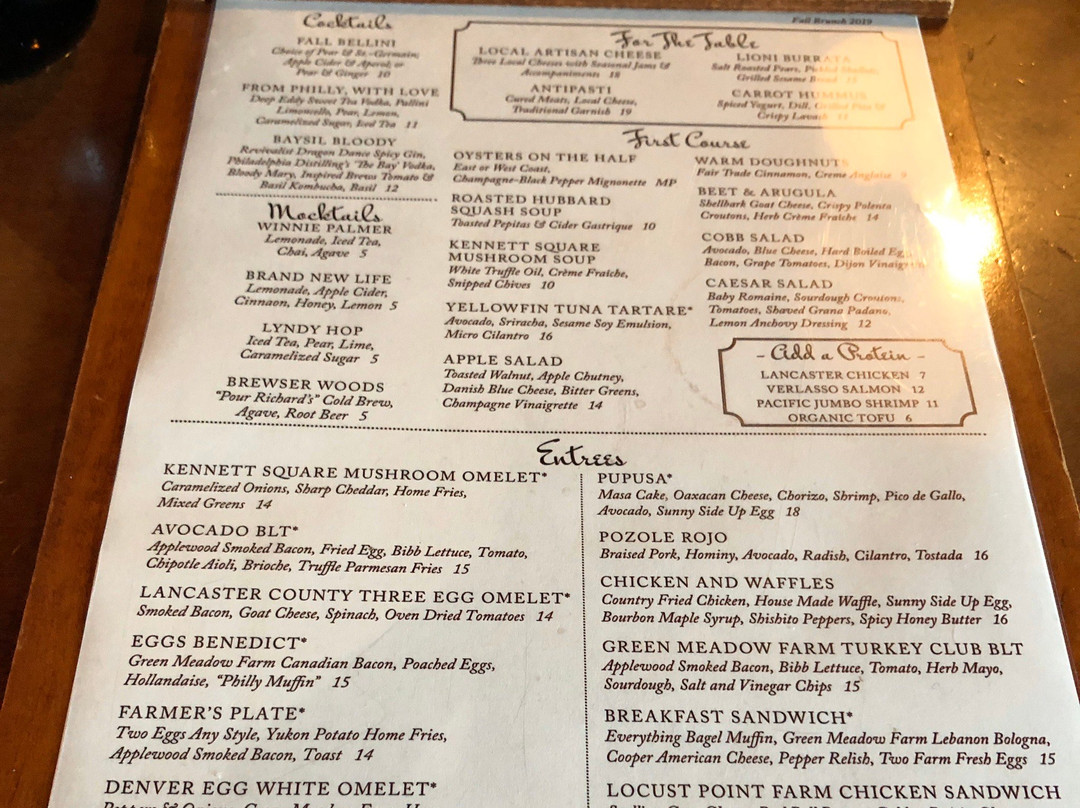 Fall Brunch 2019
Cocktails
FALL BELLINI
Choice of Pear & St.-Germain;
Apple Cider & Aperol; or
Pear & Ginger 10
FROM PHILLY, WITH LOVE
Deep Eddy Sweet Tea Vodka, Pallini
Limoncello, Pear, Lemon,
Caramelized Sugar, Iced Tea 11
BAYSIL BLOODY
Revivalist Dragon Dance Spicy Gin,
Philadelphia Distilling's 'The Bay' Vodka,
Bloody Mary, Inspired Brews Tomato &
Basil Kombucha, Basil 12
Mocktails
WINNIE PALMER
Lemonade, Iced Tea,
Chai, Agave 5
BRAND NEW LIFE
Lemonade, Apple Cider,
Cinnaon, Honey, Lemon 5
LYNDY HOP
Iced Tea, Pear, Lime,
Caramelized Sugar 5
BREWSER WOODS
"Pour Richard's" Cold Brew,
Agave, Root Beer 5
For The Table
LOCAL ARTISAN CHEESE
Three Local Cheeses with Seasonal Jams &
Accompaniments 18
ANTIPASTI
Cured Meats, Local Cheese,
Traditional Garnish 19
LIONI BURRATA
Salt Roasted Pears, Pickled
Grilled Sesame
CARROT HUMMUS
Spiced Yogurt, Dill, Grilled Pita &
Crispy Lavash
First Course
OYSTERS ON THE HALF
East or West Coast,
Champagne-Black Pepper Mignonette MP
ROASTED HUBBARD
SQUASH SOUP
Toasted Pepitas & Cider Gastrique 10
KENNETT SQUARE
MUSHROOM SOUP
White Truffle Oil, Crème Fraiche,
Snipped Chives 10
YELLOWFIN TUNA TARTARE*
Avocado, Sriracha, Sesame Soy Emulsion,
Micro Cilantro 16
APPLE SALAD
Toasted Walnut, Apple Chutney,
Danish Blue Cheese, Bitter Greens,
Champagne Vinaigrette 14
WARM DOUGHNUTS
Fair Trade Cinnamon, Creme Anglaise 9
BEET & ARUGULA
Shellbark Goat Cheese, Crispy Polenta
Croutons, Herb Crème Fraîche 14
COBB SALAD
Avocado, Blue Cheese, Hard Boiled Egg,
Bacon, Grape Tomatoes, Dijon
CAESAR SALAD
Baby Romaine, Sourdough Croutons,
Tomatoes, Shaved Grana Padano,
Lemon Anchovy Dressing 12
- Add a Protein -
LANCASTER CHICKEN 7
VERLASSO SALMON 12
PACIFIC JUMBO SHRIMP 11
ORGANIC TOFU 6
Entrees
KENNETT SQUARE MUSHROOM OMELET*
Caramelized Onions, Sharp Cheddar, Home Fries,
Mixed Greens 14
AVOCADO BLT*
Applewood Smoked Bacon, Fried Egg, Bibb Lettuce, Tomato,
Chipotle Aioli, Brioche, Truffle Parmesan Fries 15
LANCASTER COUNTY THREE EGG OMELET*
Smoked Bacon, Goat Cheese, Spinach, Oven Dried Tomatoes 14
EGGS BENEDICT*
Green Meadow Farm Canadian Bacon, Poached Eggs,
Hollandaise, "Philly Muffin" 15
FARMER'S PLATE*
Two Eggs Any Style, Yukon Potato Home Fries,
Applewood Smoked Bacon, Toast 14
DENVER EGG WHITE OMELET*
PUPUSA*
Masa Cake, Oaxacan Cheese, Chorizo, Shrimp, Pico de Gallo,
Avocado, Sunny Side Up Egg 18
POZOLE ROJO
Braised Pork, Hominy, Avocado, Radish, Cilantro, Tostada 16
CHICKEN AND WAFFLES
Country Fried Chicken, House Made Waffle, Sunny Side Up Egg,
Bourbon Maple Syrup, Shishito Peppers, Spicy Honey Butter 16
GREEN MEADOW FARM TURKEY CLUB BLT
Applewood Smoked Bacon, Bibb Lettuce, Tomato, Herb Mayo,
Sourdough, Salt and Vinegar Chips 15
BREAKFAST SANDWICH*
Everything Bagel Muffin, Green Meadow Farm Lebanon Bologna,
Cooper American Cheese, Pepper Relish, Two Farm Fresh Eggs 15
LOCUST POINT FARM CHICKEN SANDWICH